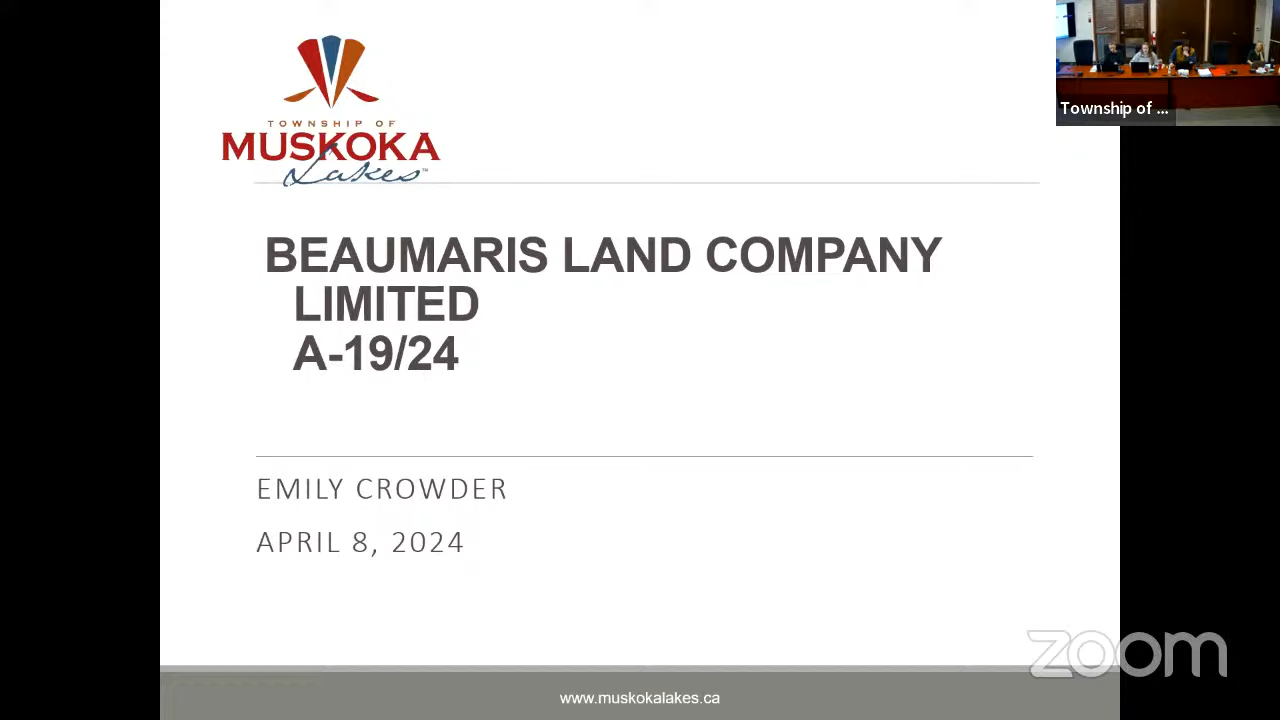 TOWNSHIP OF
MUSKOKA
Lakes™
Township of ...
BEAUMARIS LAND COMPANY
LIMITED
A-19/24
EMILY CROWDER
APRIL 8, 2024
zoom
www.muskokalakes.ca